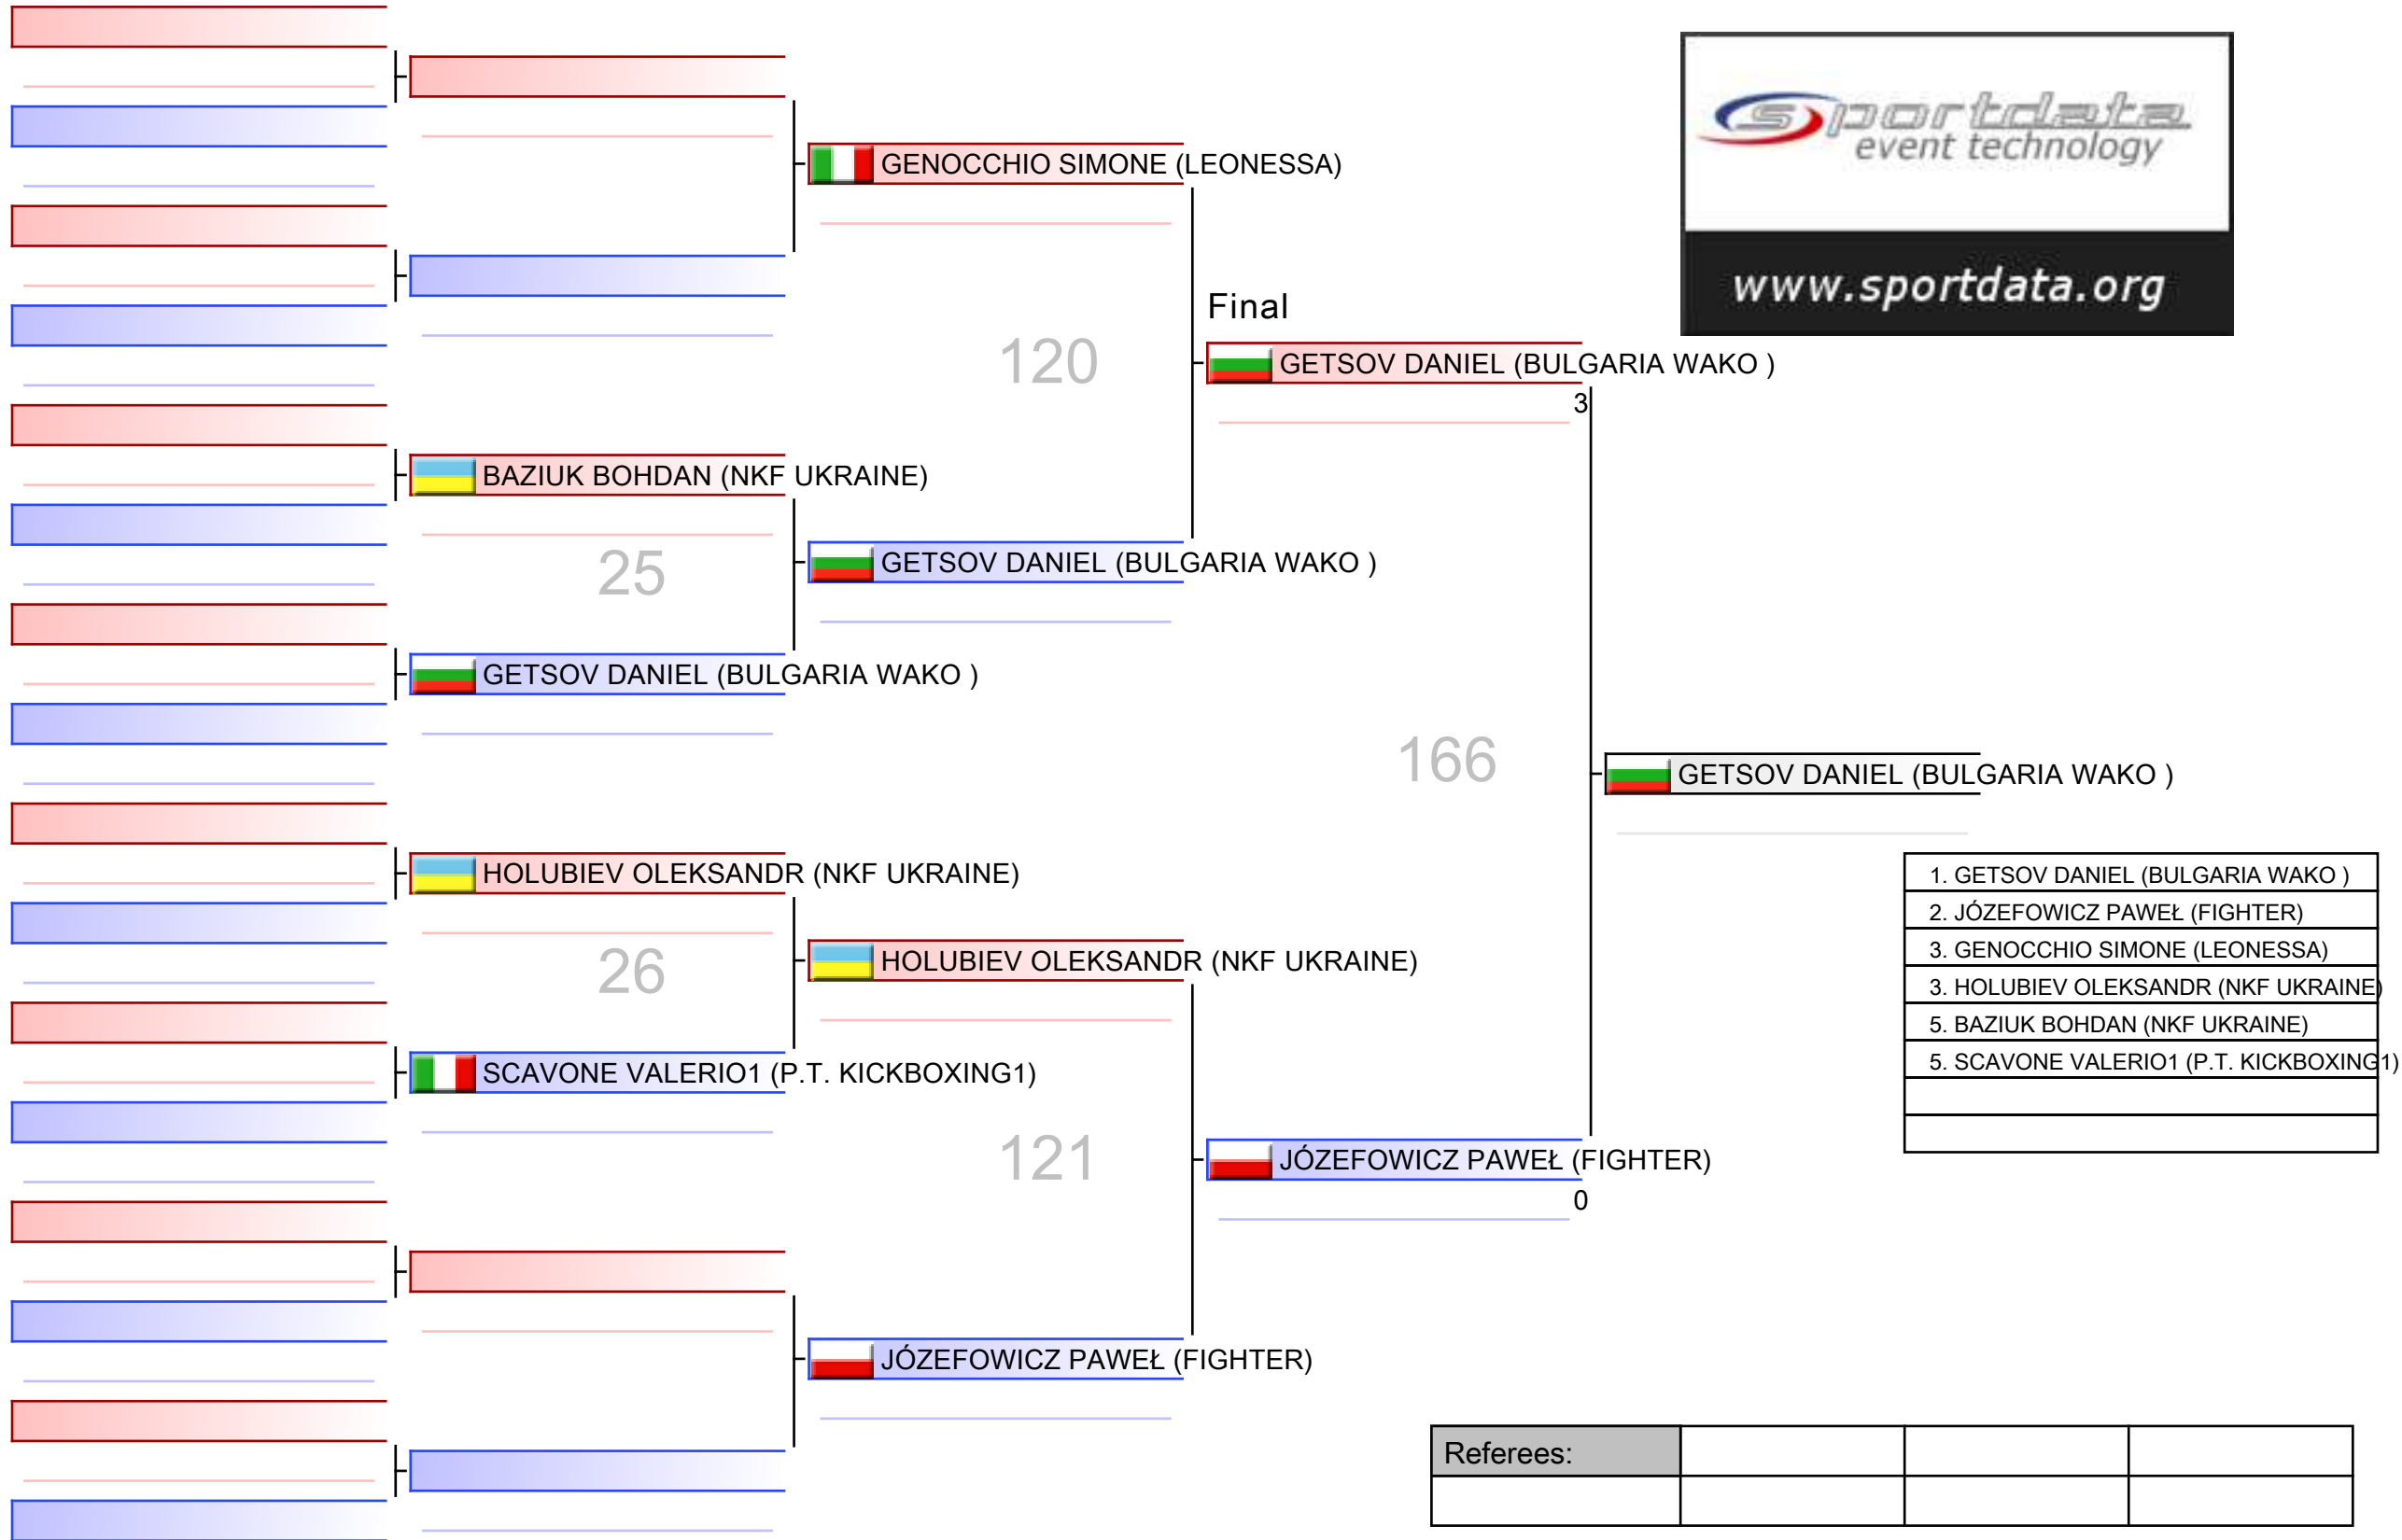 sportdata
event technology
www.sportdata.org
GENOCCHIO SIMONE (LEONESSA)
Final
120
GETSOV DANIEL (BULGARIA WAKO )
3
BAZIUK BOHDAN (NKF UKRAINE)
25
GETSOV DANIEL (BULGARIA WAKO )
GETSOV DANIEL (BULGARIA WAKO )
166
GETSOV DANIEL (BULGARIA WAKO )
HOLUBIEV OLEKSANDR (NKF UKRAINE)
26
HOLUBIEV OLEKSANDR (NKF UKRAINE)
SCAVONE VALERIO1 (P.T. KICKBOXING1)
121
JÓZEFOWICZ PAWEŁ (FIGHTER)
0
JÓZEFOWICZ PAWEŁ (FIGHTER)
1. GETSOV DANIEL (BULGARIA WAKO )
2. JÓZEFOWICZ PAWEŁ (FIGHTER)
3. GENOCCHIO SIMONE (LEONESSA)
3. HOLUBIEV OLEKSANDR (NKF UKRAINE)
5. BAZIUK BOHDAN (NKF UKRAINE)
5. SCAVONE VALERIO1 (P.T. KICKBOXING1)
Referees: